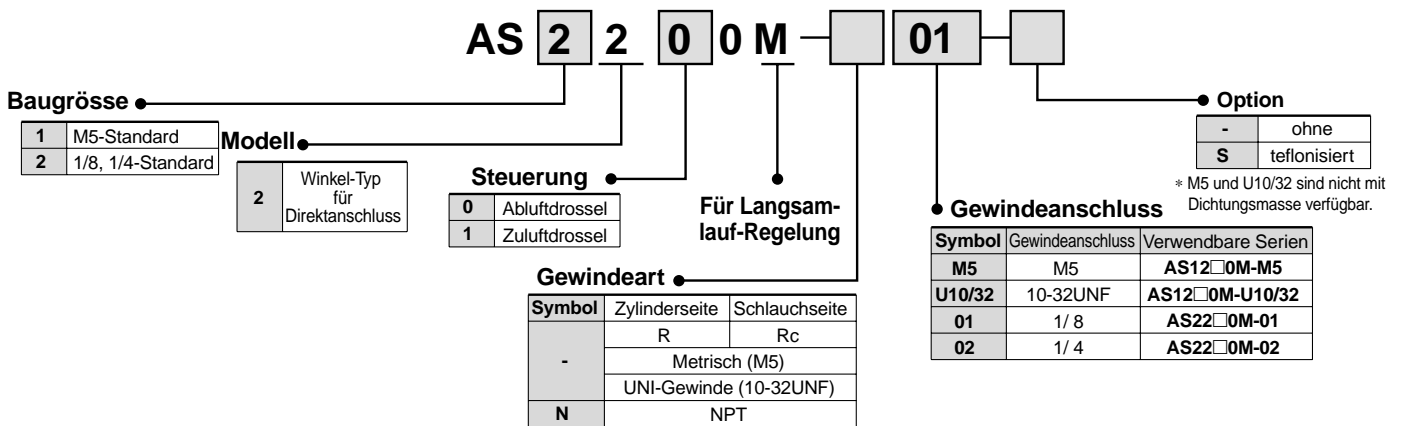 AS 2 2 0 0 M - 01 -
Baugrösse
1 M5-Standard
2 1/8, 1/4-Standard
Modell
2 Winkel-Typ
für
Direktanschluss
Steuerung
0 Abluftdrossel
1 Zuluftdrossel
Für Langsam-
lauf-Regelung
Gewindeart
Symbol Zylinderseite Schlauchseite
- R Rc
Metrisch (M5)
UNI-Gewinde (10-32UNF)
N NPT
Gewindeanschluss
Symbol Gewindeanschluss Verwendbare Serien
M5 M5 AS12□0M-M5
U10/32 10-32UNF AS12□0M-U10/32
01 1/ 8 AS22□0M-01
02 1/ 4 AS22□0M-02
Option
- ohne
S teflonisiert
* M5 und U10/32 sind nicht mit
Dichtungsmasse verfügbar.